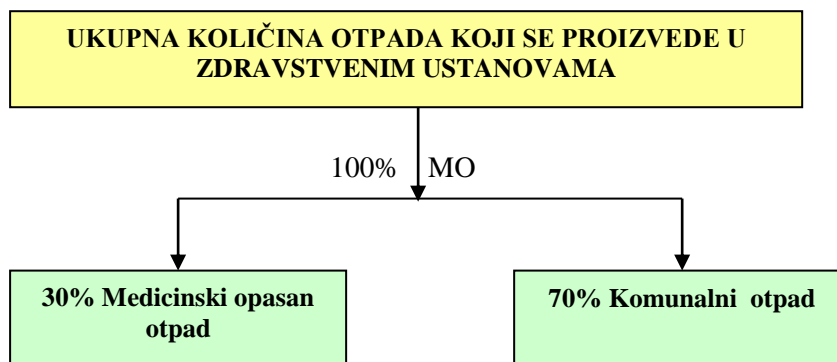 UKUPNA KOLIČINA OTPADA KOJI SE PROIZVEDE U
ZDRAVSTVENIM USTANOVAMA
100% MO
30% Medicinski opasan
otpad
70% Komunalni otpad